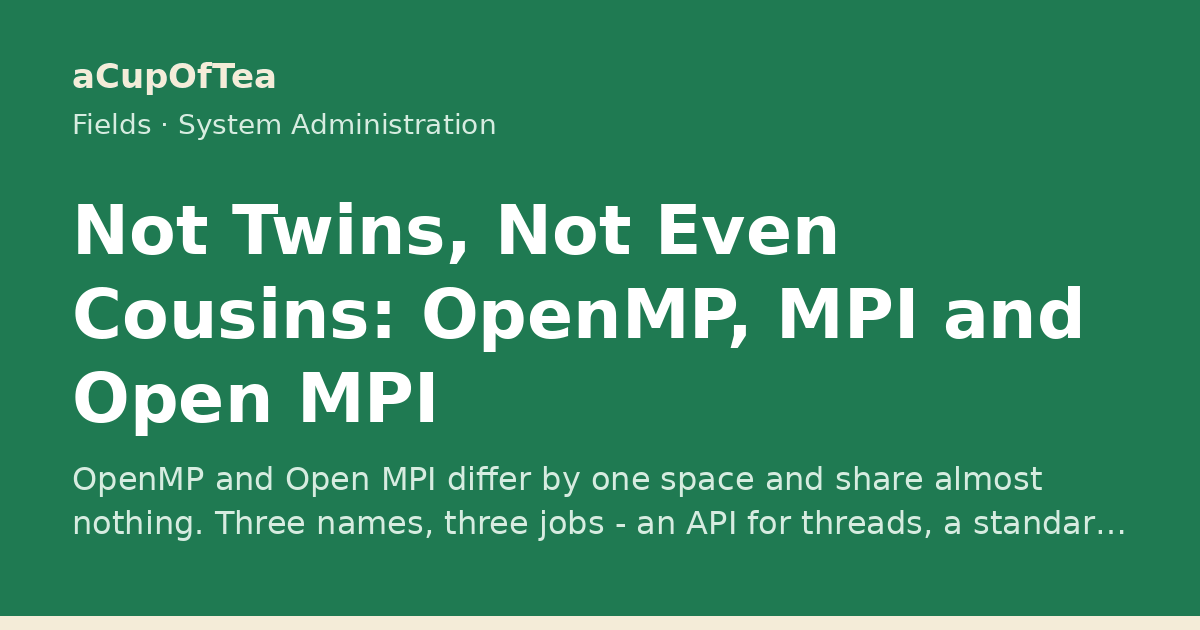 aCupOfTea
Fields · System Administration
Not Twins, Not Even
Cousins: OpenMP, MPI and
Open MPI
OpenMP and Open MPI differ by one space and share almost
nothing. Three names, three jobs - an API for threads, a standar…